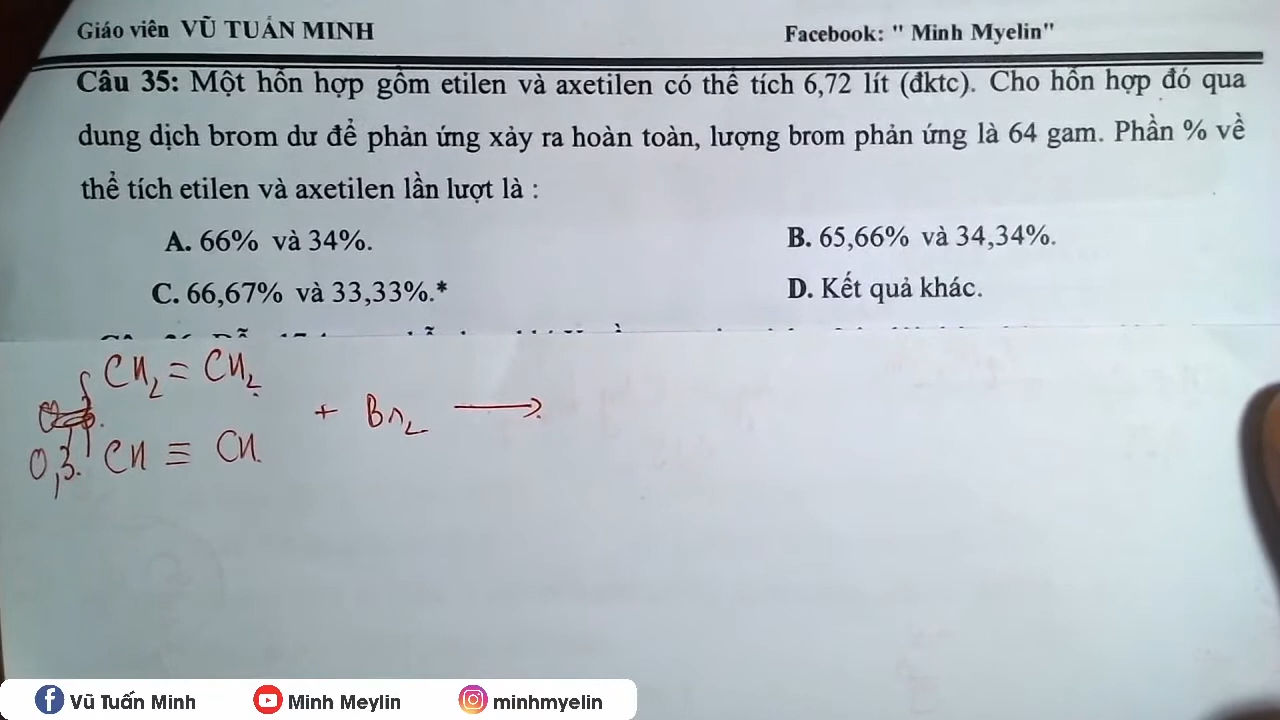 Giáo viên VŨ TUẤN MINH
Facebook: " Minh Myelin"
Câu 35: Một hỗn hợp gồm etilen và axetilen có thể tích 6,72 lít (đktc). Cho hỗn hợp đó qua
dung dịch brom dư để phản ứng xảy ra hoàn toàn, lượng brom phản ứng là 64 gam. Phần % về
thể tích etilen và axetilen lần lượt là :
A. 66% và 34%.
B. 65,66% và 34,34%.
C. 66,67% và 33,33%.*
D. Kết quả khác.
CH₂ = CH₂
+ Br₂ →
0,3 CH ≡ CH
Vũ Tuấn Minh
Minh Meylin
minhmyelin